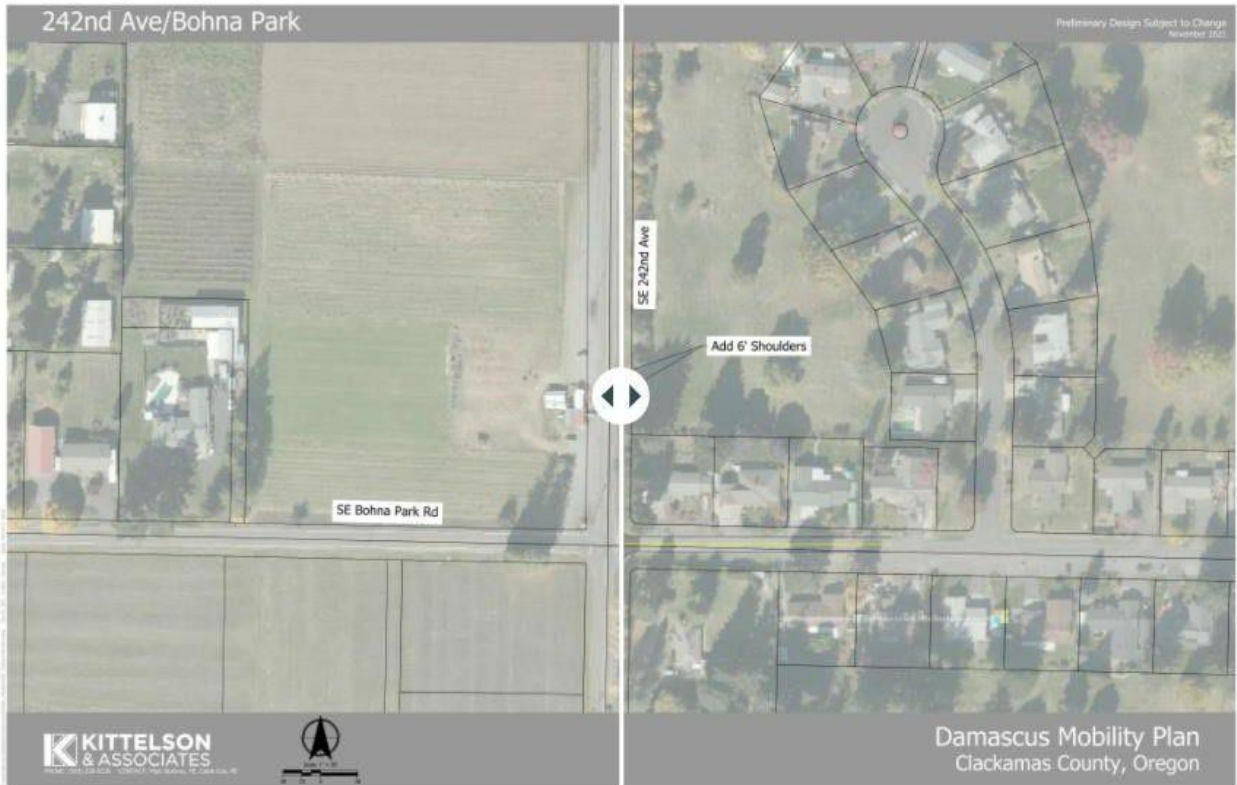 242nd Ave/Bohna Park
Preliminary Design Subject to Change
November 2021
SE 242nd Ave
Add 6' Shoulders
SE Bohna Park Rd
KITTELSON
& ASSOCIATES
Damascus Mobility Plan
Clackamas County, Oregon